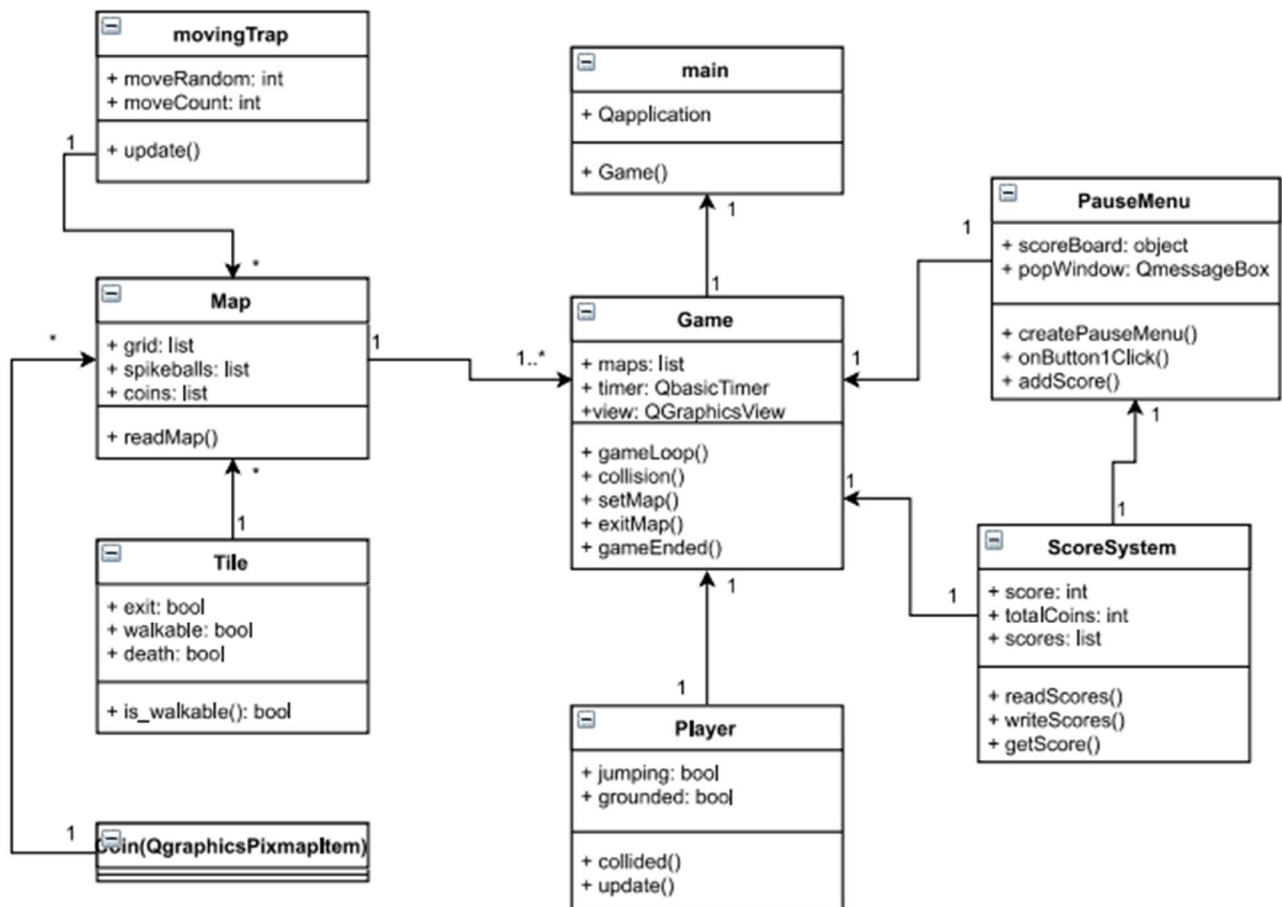 movingTrap
+ moveRandom: int
+ moveCount: int
+ update()
1
*
main
+ Qapplication
+ Game()
1
1
PauseMenu
+ scoreBoard: object
+ popWindow: QmessageBox
+ createPauseMenu()
+ onButton1Click()
+ addScore()
1
1
Map
+ grid: list
+ spikeballs: list
+ coins: list
+ readMap()
*
1
1..*
Game
+ maps: list
+ timer: QbasicTimer
+view: QGraphicsView
+ gameLoop()
+ collision()
+ setMap()
+ exitMap()
+ gameEnded()
1
1
1
*
1
Tile
+ exit: bool
+ walkable: bool
+ death: bool
+ is_walkable(): bool
ScoreSystem
+ score: int
+ totalCoins: int
+ scores: list
+ readScores()
+ writeScores()
+ getScore()
1
1
1
1
Player
+ jumping: bool
+ grounded: bool
+ collided()
+ update()
1
Coin(QgraphicsPixmapItem)